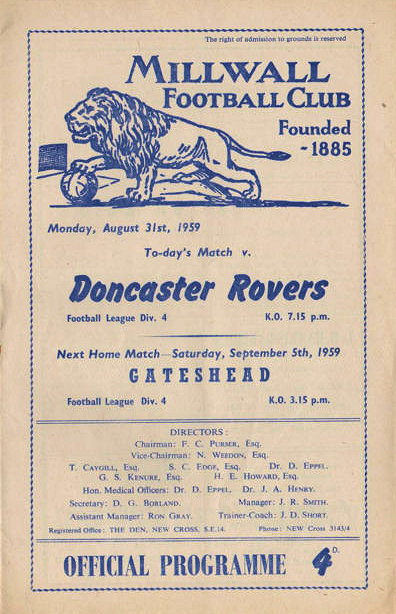 The right of admission to grounds is reserved
MILLWALL
FOOTBALL CLUB
Founded
-1885
Monday, August 31st, 1959
To-day's Match v.
Doncaster Rovers
Football League Div. 4 K.O. 7.15 p.m.
Next Home Match—Saturday, September 5th, 1959
GATESHEAD
Football League Div. 4 K.O. 3.15 p.m.
DIRECTORS:
Chairman: F. C. PURSER, Esq.
Vice-Chairman: N. WEEDON, Esq.
T. CAYGILL, Esq. S. C. EDGE, Esq. Dr. D. EPPEL.
G. S. KENURE, Esq. H. E. HOWARD, Esq.
Hon. Medical Officers: Dr. D. EPPEL, Dr. J. A. HENRY.
Secretary: D. G. BORLAND. Manager: J. R. SMITH.
Assistant Manager: RON GRAY. Trainer-Coach: J. D. SHORT.
Registered Office: THE DEN, NEW CROSS, S.E.14. Phone: NEW Cross 3143/4
OFFICIAL PROGRAMME 4D.